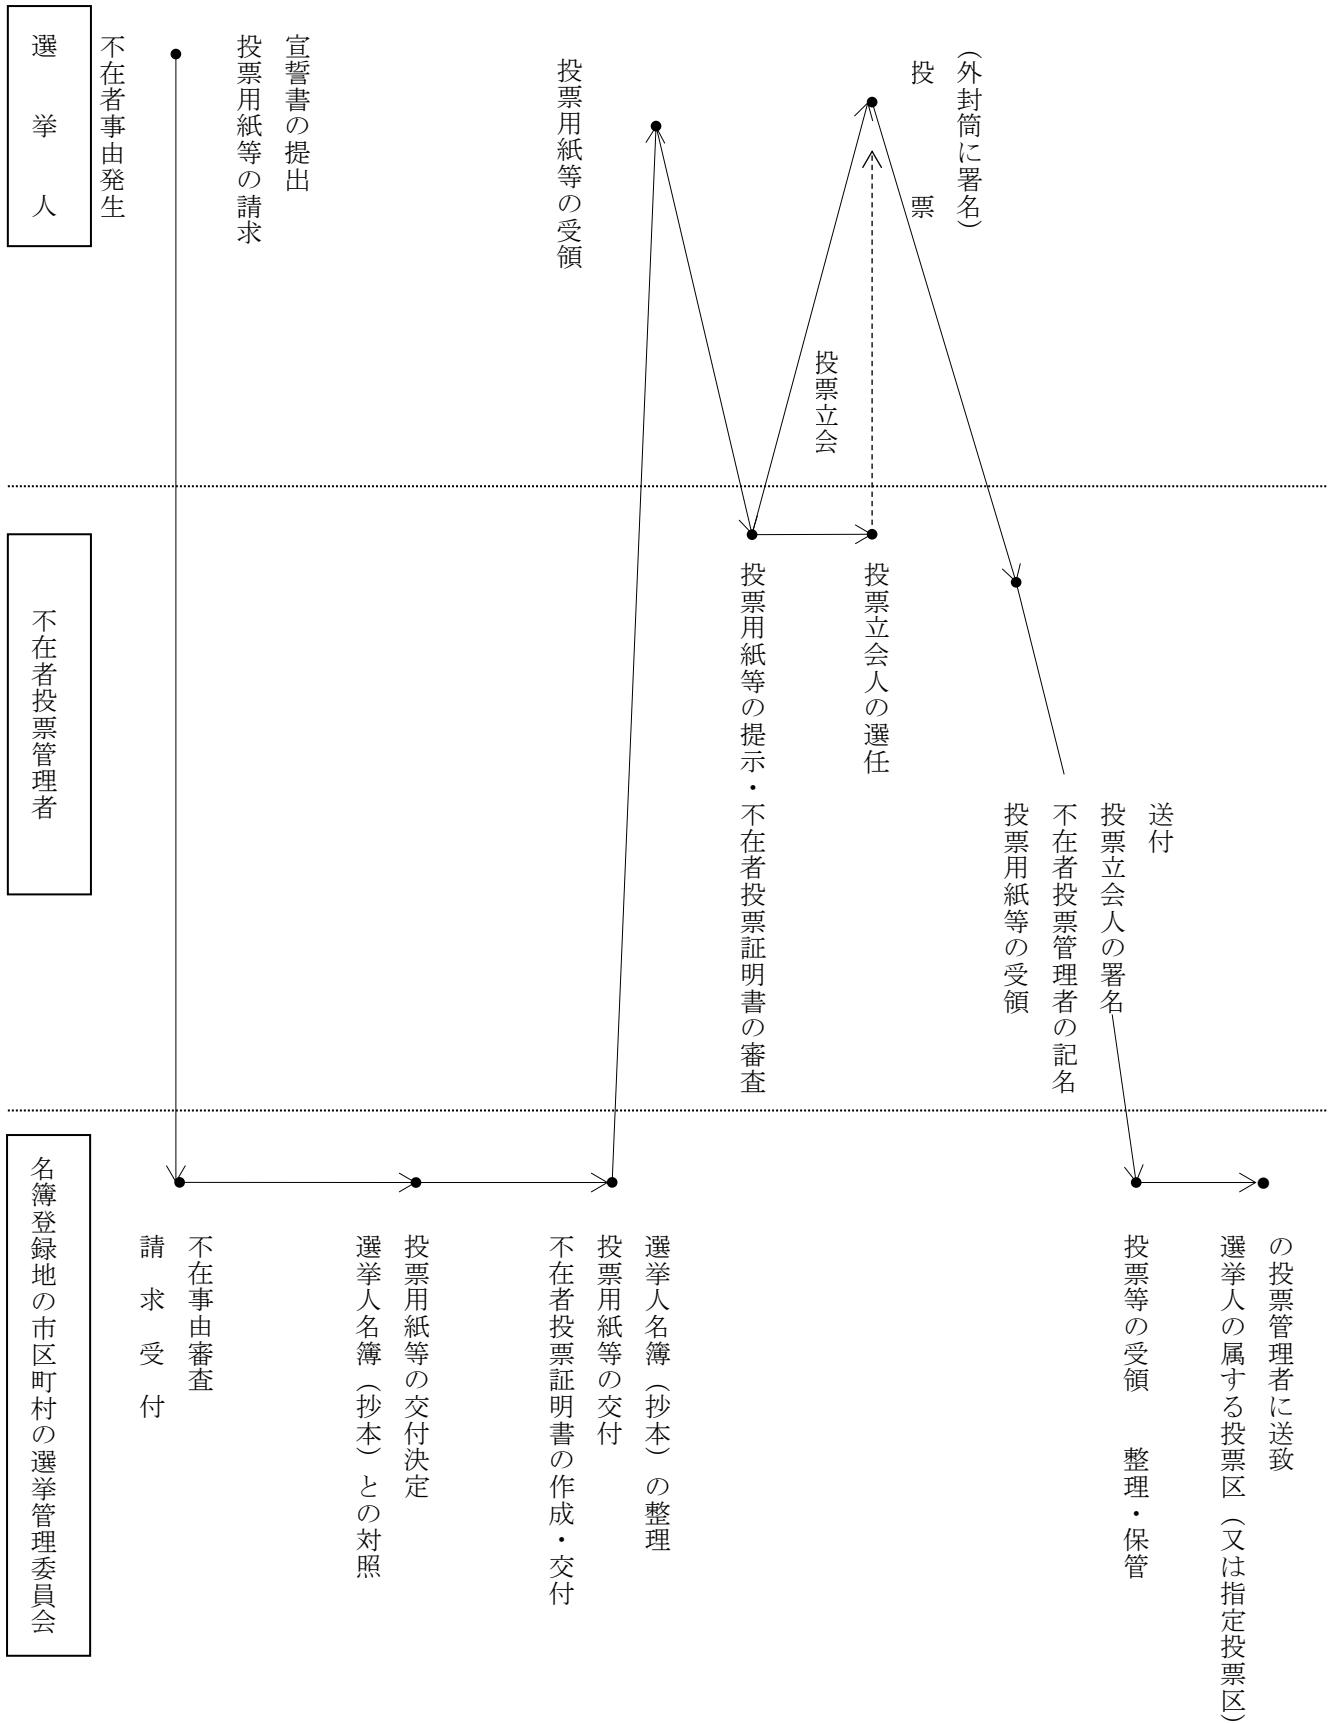 選　挙　人
不在者事由発生
投票用紙等の請求
宣誓書の提出
投票用紙等の受領
投票立会
投　　　票
（外封筒に署名）
不在者投票管理者
投票用紙等の提示・不在者投票証明書の審査
投票立会人の選任
投票用紙等の受領
不在者投票管理者の記名
投票立会人の署名
送付
名簿登録地の市区町村の選挙管理委員会
請　求　受　付
不在事由審査
選挙人名簿（抄本）との対照
投票用紙等の交付決定
不在者投票証明書の作成・交付
投票用紙等の交付
選挙人名簿（抄本）の整理
投票等の受領　　整理・保管
選挙人の属する投票区（又は指定投票区）
の投票管理者に送致